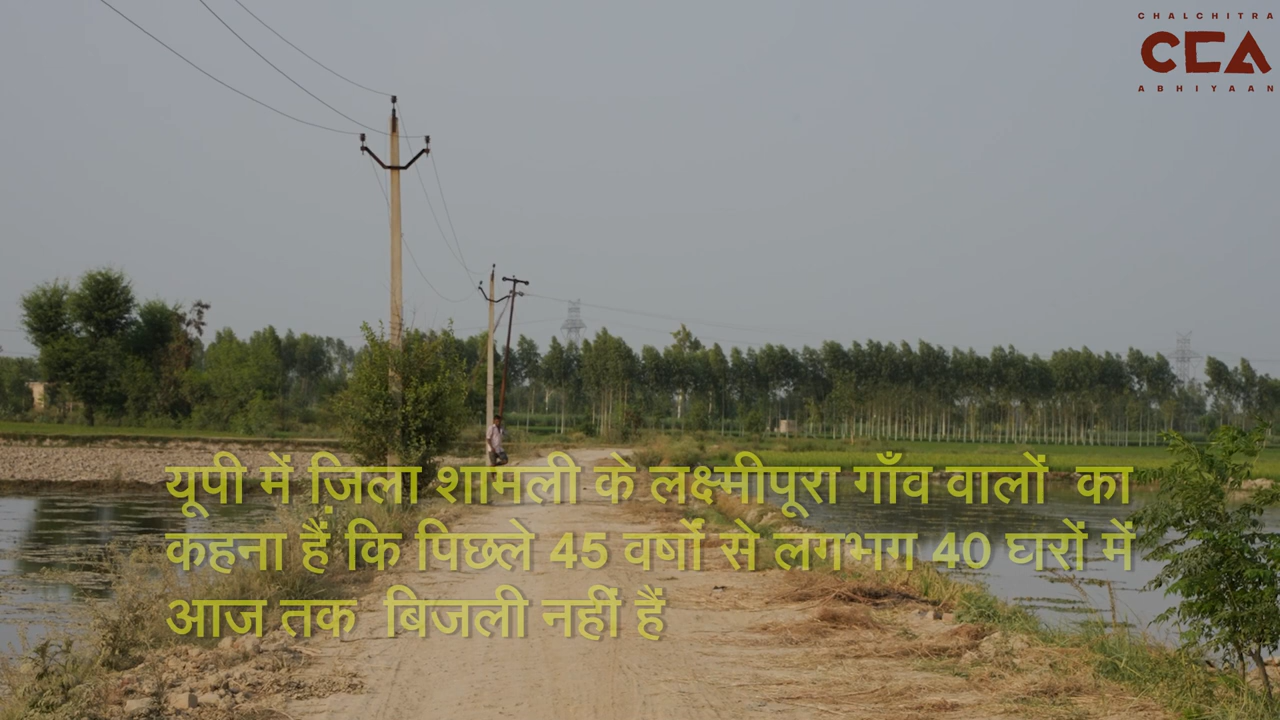 CHALCHITRA
CCA
ABHIYAAN
यूपी में ज़िला शामली के लक्ष्मीपूरा गाँव वालों का
कहना हैं कि पिछले 45 वर्षों से लगभग 40 घरों में
आज तक बिजली नहीं हैं